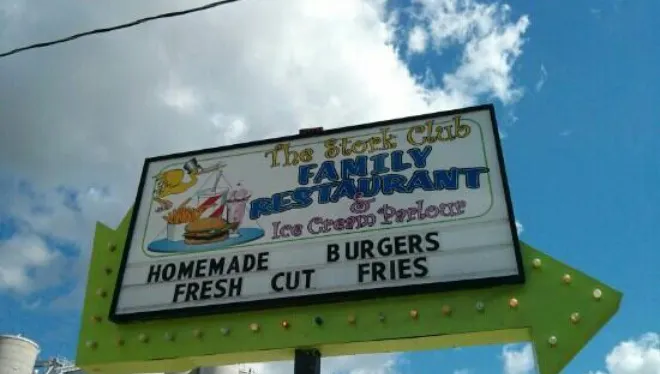 The Stork Club
FAMILY
RESTAURANT
&
Ice Cream Parlour
HOMEMADE BURGERS
FRESH CUT FRIES